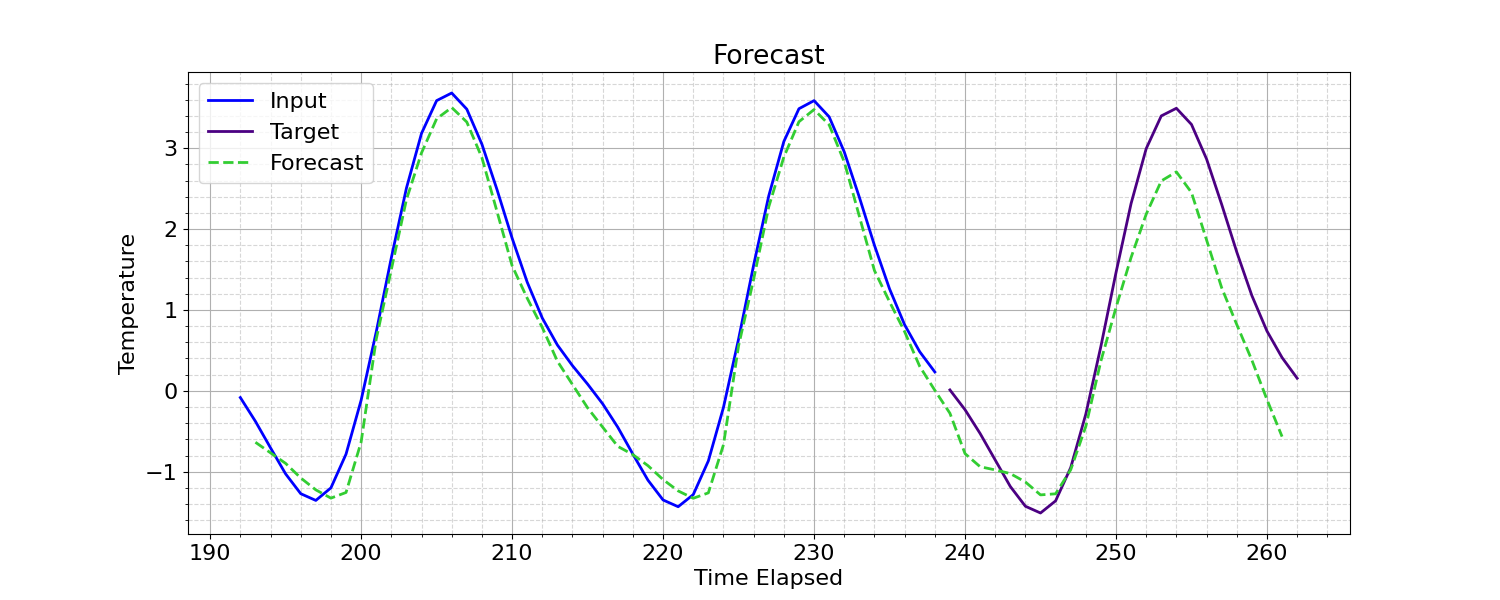 Forecast
Input
Target
Forecast
Temperature
3
2
1
0
−1
190 200 210 220 230 240 250 260
Time Elapsed